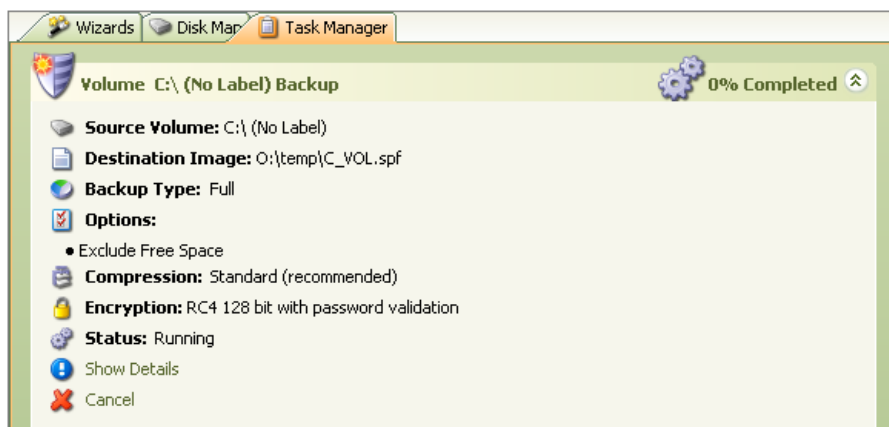 Wizards Disk Map Task Manager
Volume C:\ (No Label) Backup 0% Completed
Source Volume: C:\ (No Label)
Destination Image: O:\temp\C_VOL.spf
Backup Type: Full
Options:
• Exclude Free Space
Compression: Standard (recommended)
Encryption: RC4 128 bit with password validation
Status: Running
Show Details
Cancel